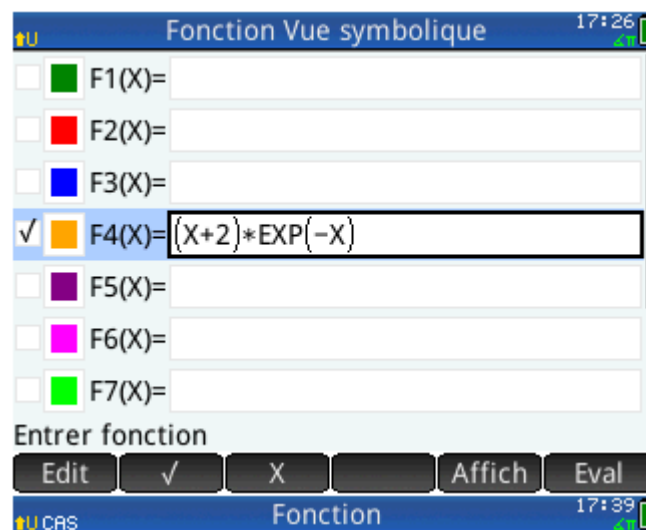 U Fonction Vue symbolique 17:26
∡π
F1(X)=
F2(X)=
F3(X)=
√ F4(X)= (X+2)*EXP(−X)
F5(X)=
F6(X)=
F7(X)=
Entrer fonction
Edit √ X Affich Eval
U CAS Fonction 17:39
∡π